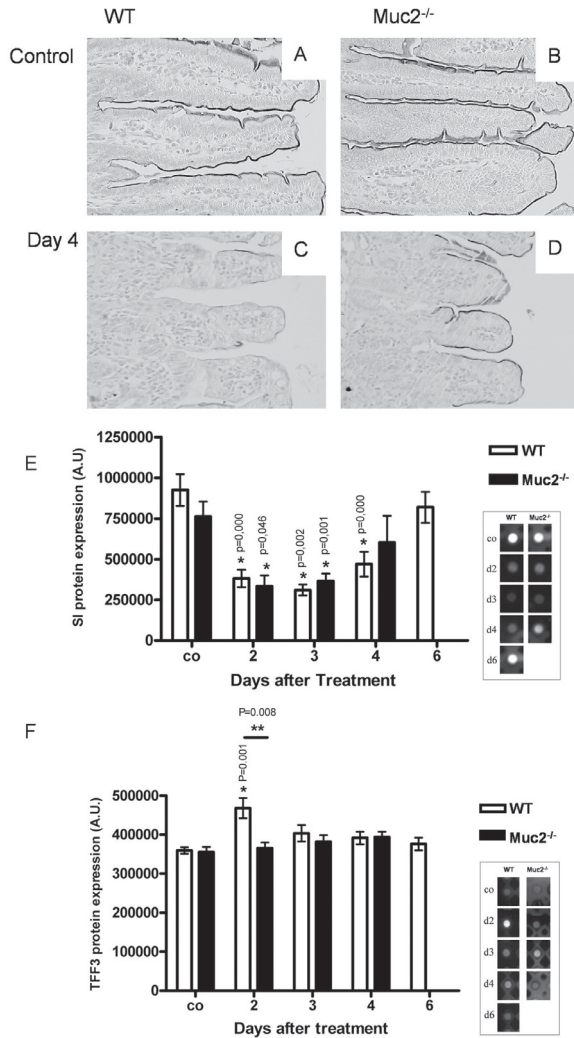 WT Muc2-/-
Control
A B
Day 4
C D
E
SI protein expression (A.U)
1250000
1000000
750000
500000
250000
0
* p=0,000
* p=0,046
* p=0,002
* p=0,001
* p=0,000
co 2 3 4 6
Days after Treatment
WT
Muc2-/-
WT Muc2-/-
co
d2
d3
d4
d6
F
TFF3 protein expression (A.U.)
500000
400000
300000
200000
100000
0
P=0.008
**
* P=0.001
co 2 3 4 6
Days after treatment
WT
Muc2-/-
WT Muc2-/-
co
d2
d3
d4
d6